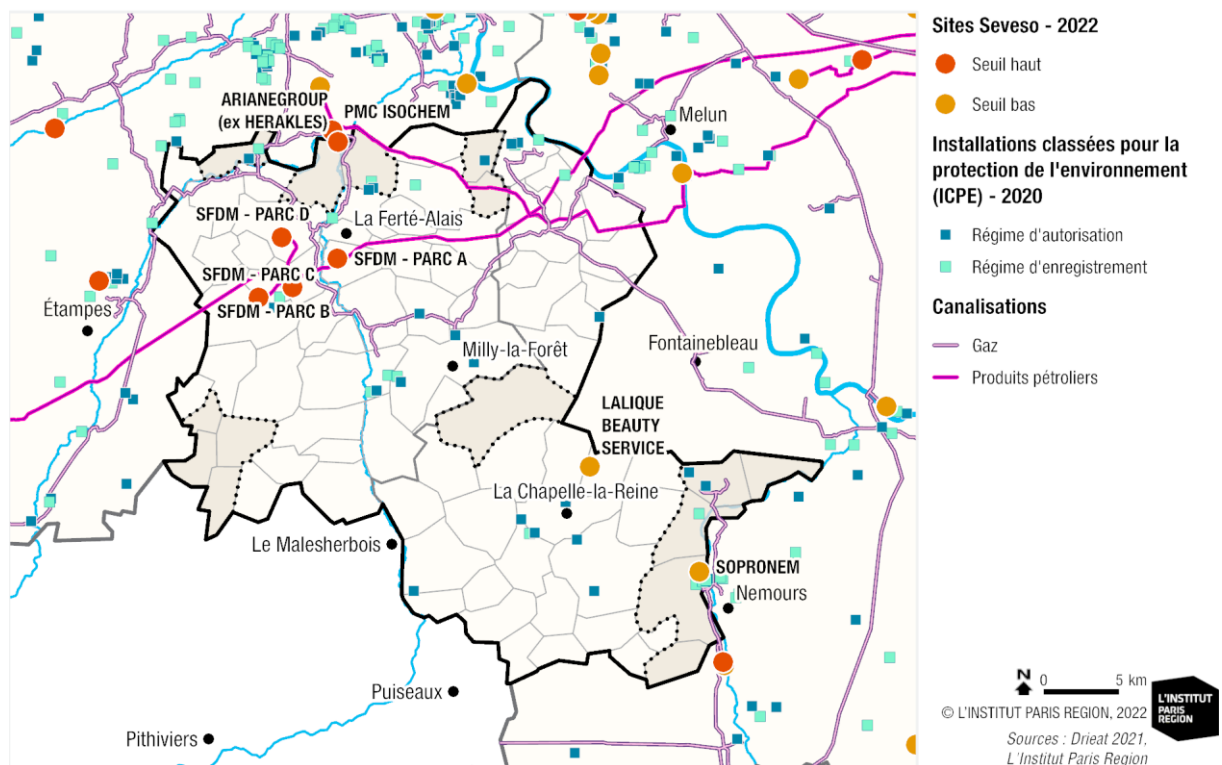 ARIANEGROUP
(ex HERAKLES)
PMC ISOCHEM
Melun
SFDM - PARC D
La Ferté-Alais
SFDM - PARC A
SFDM - PARC C
SFDM - PARC B
Étampes
Milly-la-Forêt
Fontainebleau
LALIQUE
BEAUTY
SERVICE
La Chapelle-la-Reine
Le Malesherbois
SOPRONEM
Nemours
Puiseaux
Pithiviers
Sites Seveso - 2022
Seuil haut
Seuil bas
Installations classées pour la
protection de l'environnement
(ICPE) - 2020
Régime d'autorisation
Régime d'enregistrement
Canalisations
Gaz
Produits pétroliers
N
0 5 km
© L'INSTITUT PARIS REGION, 2022
Sources : Drieat 2021,
L'Institut Paris Region
L'INSTITUT
PARIS
REGION